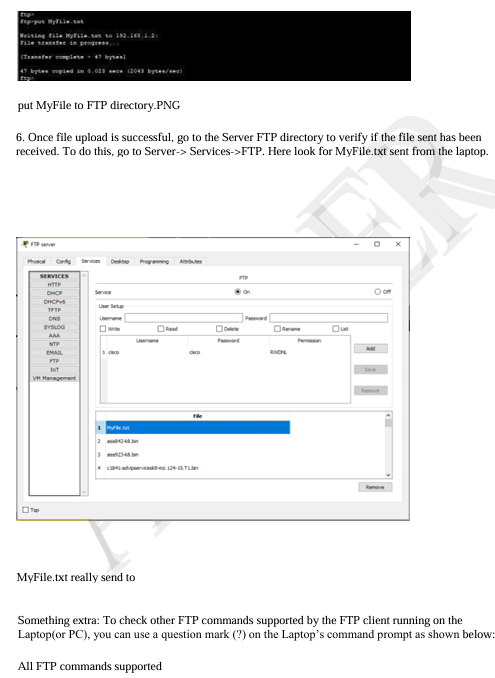 ftp>
ftp>put MyFile.txt
Writing file MyFile.txt to 192.168.1.2:
File transfer in progress...
[Transfer complete - 47 bytes]
47 bytes copied in 0.023 secs (2043 bytes/sec)
ftp>
put MyFile to FTP directory.PNG
6. Once file upload is successful, go to the Server FTP directory to verify if the file sent has been
received. To do this, go to Server-> Services->FTP. Here look for MyFile.txt sent from the laptop.
FTP server
Physical Config Services Desktop Programming Attributes
SERVICES
HTTP
DHCP
DHCPv6
TFTP
DNS
SYSLOG
AAA
NTP
EMAIL
FTP
IoT
VM Management
FTP
Service On Off
User Setup
Username Password
Write Read Delete Rename List
Username Password Permission
1 cisco cisco RWDNL
Add
Save
Remove
File
1 MyFile.txt
2 asa842-k8.bin
3 asa923-k8.bin
4 c1841-advipservicesk9-mz.124-15.T1.bin
Remove
Top
MyFile.txt really send to
Something extra: To check other FTP commands supported by the FTP client running on the
Laptop(or PC), you can use a question mark (?) on the Laptop's command prompt as shown below:
All FTP commands supported